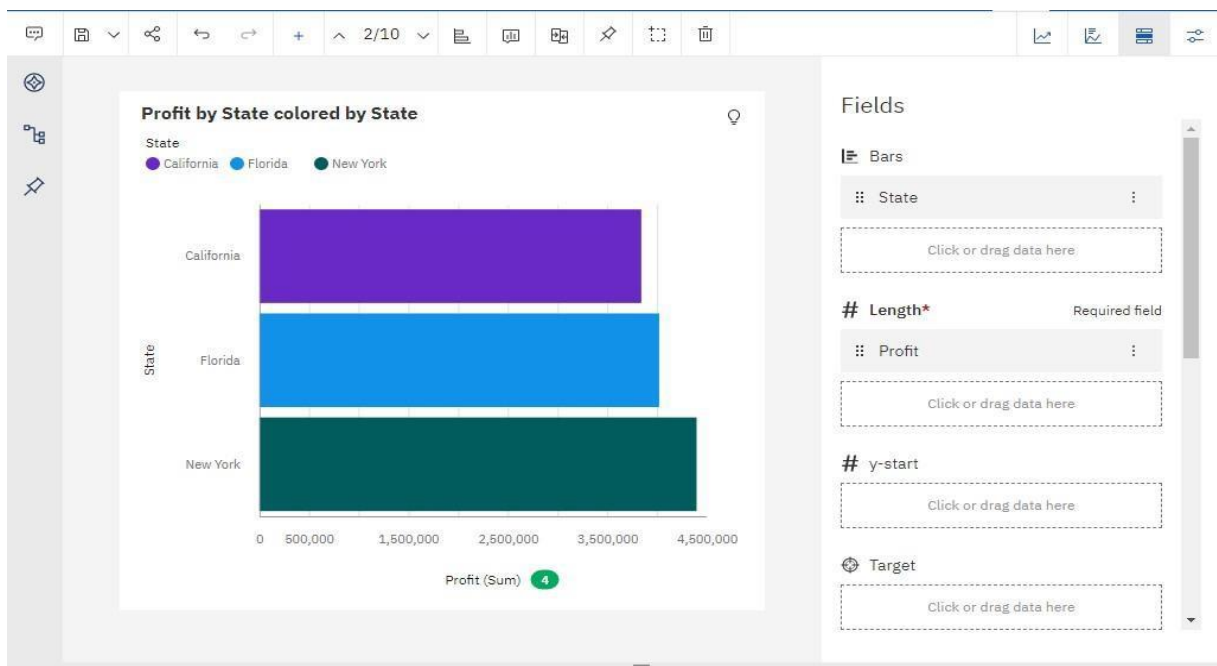 2/10
Profit by State colored by State
State
California Florida New York
California
Florida
New York
State
0 500,000 1,500,000 2,500,000 3,500,000 4,500,000
Profit (Sum) 4
Fields
Bars
State
Click or drag data here
# Length* Required field
Profit
Click or drag data here
# y-start
Click or drag data here
Target
Click or drag data here